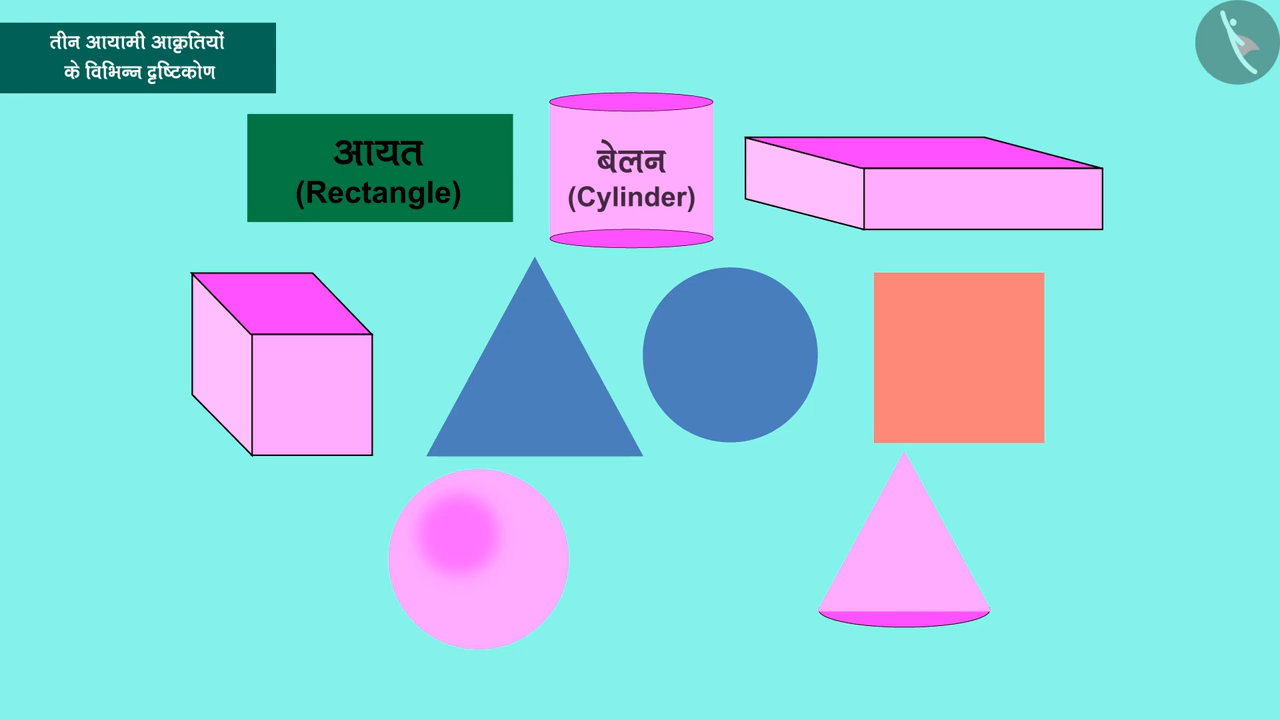 तीन आयामी आकृतियों
के विभिन्न दृष्टिकोण
आयत
(Rectangle)
बेलन
(Cylinder)